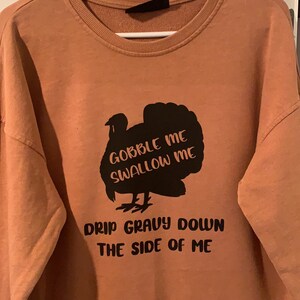 GOBBLE ME
SWALLOW ME
DRIP GRAVY DOWN
THE SIDE OF ME